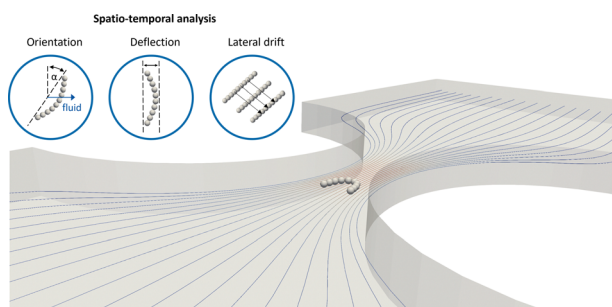 Spatio-temporal analysis
Orientation
Deflection
Lateral drift
α
fluid